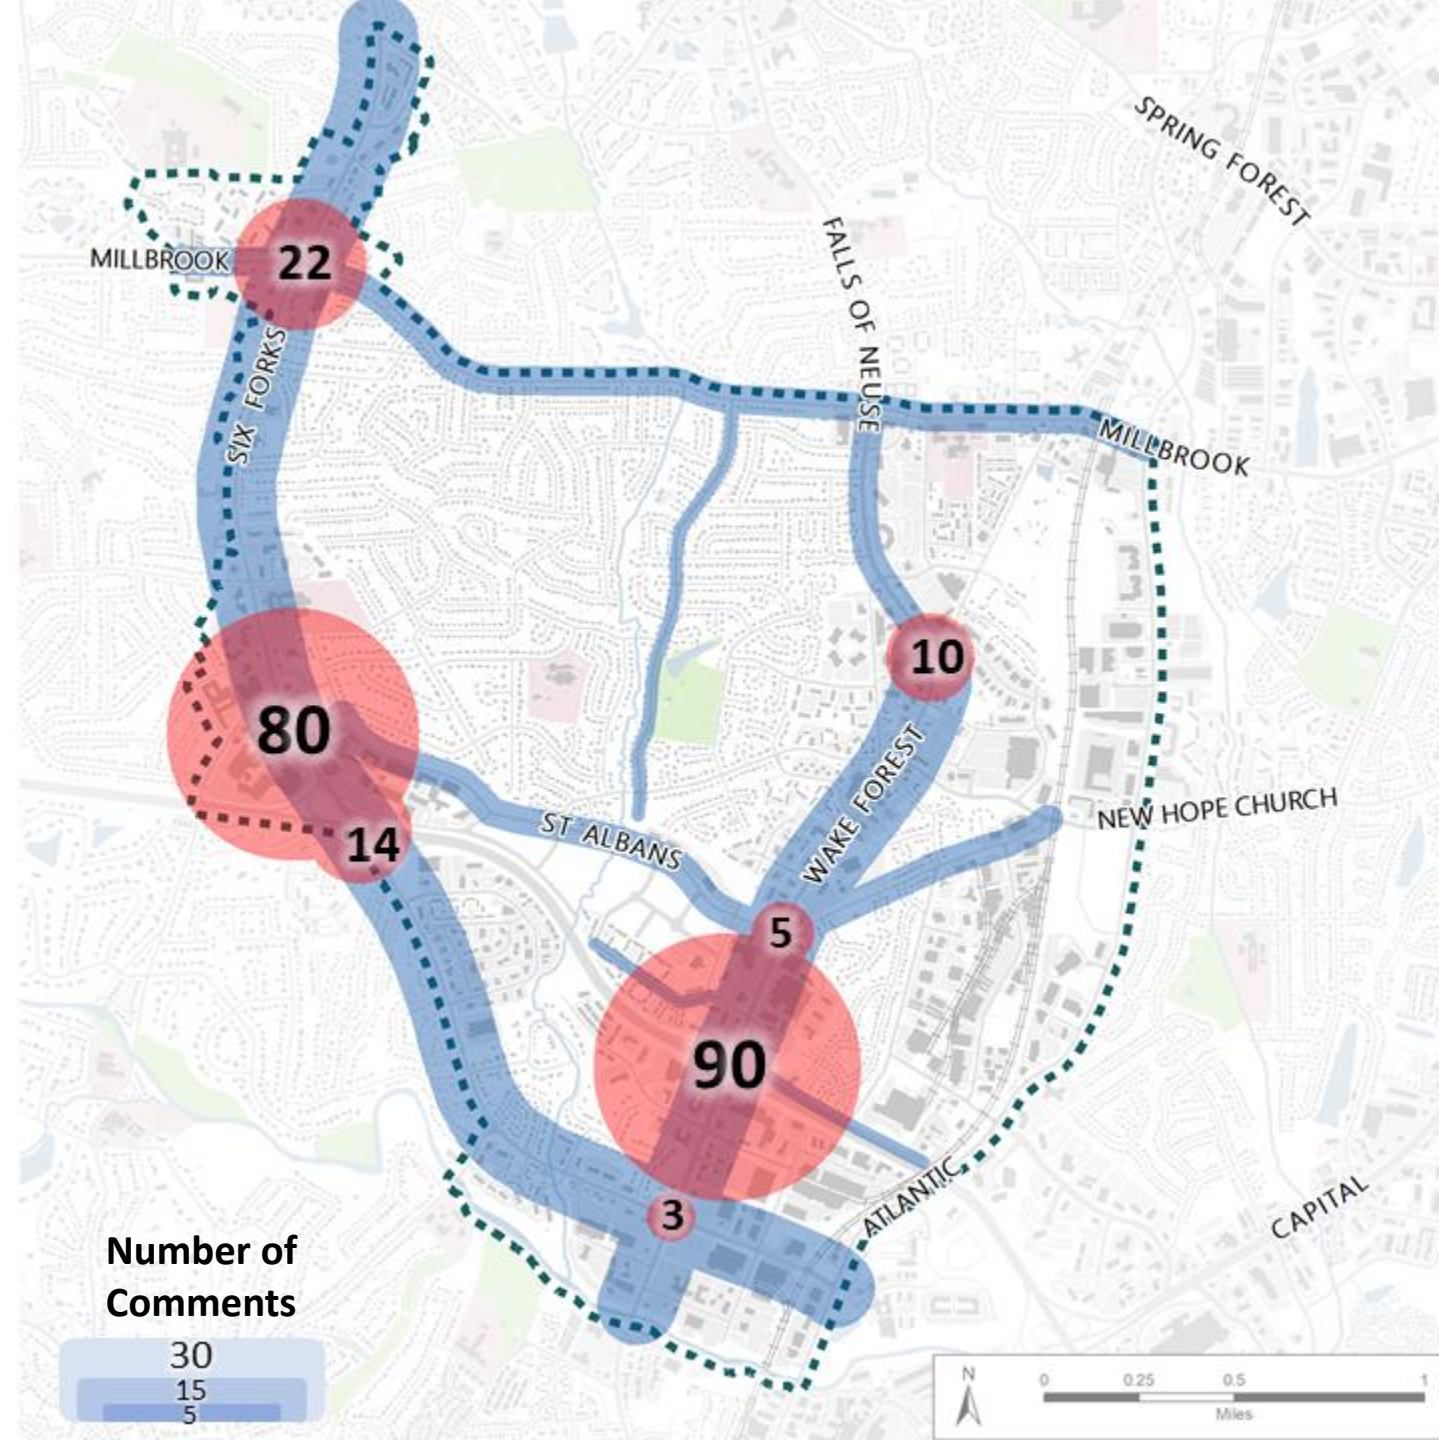 SPRING FOREST
FALLS OF NEUSE
MILLBROOK
22
SIX FORKS
MILLBROOK
10
80
WAKE FOREST
NEW HOPE CHURCH
14
ST ALBANS
5
90
ATLANTIC
CAPITAL
3
Number of
Comments
30
15
5
N
0 0.25 0.5 1
Miles